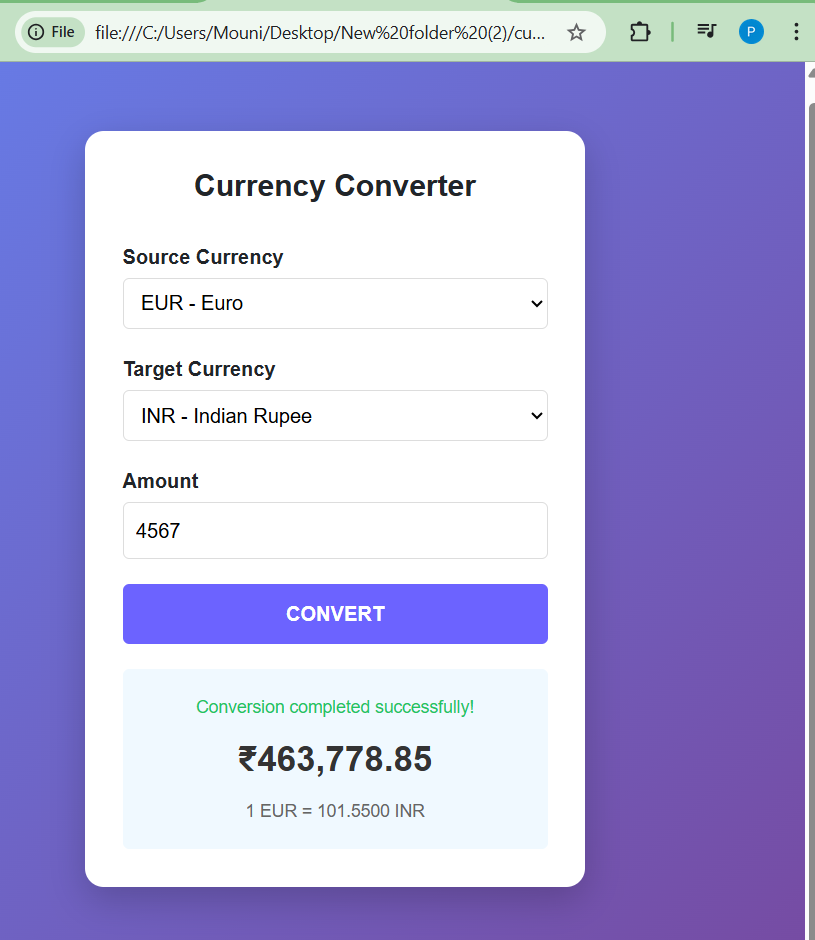 File file:///C:/Users/Mouni/Desktop/New%20folder%20(2)/cu... P
Currency Converter
Source Currency
EUR - Euro
Target Currency
INR - Indian Rupee
Amount
4567
CONVERT
Conversion completed successfully!
₹463,778.85
1 EUR = 101.5500 INR